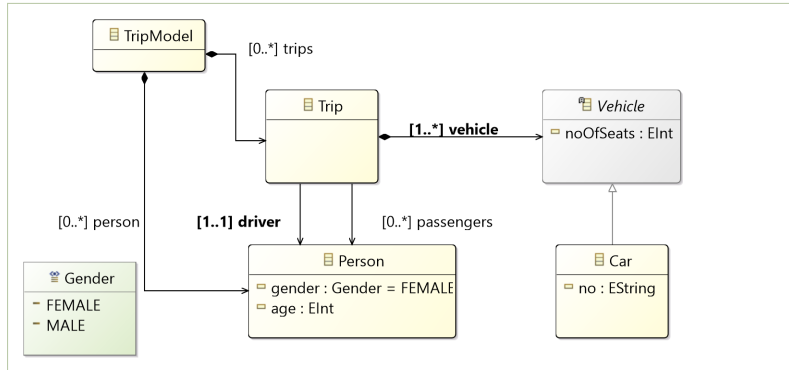 TripModel
[0..*] trips
Trip
[1..*] vehicle
Vehicle
noOfSeats : EInt
[0..*] person
[1..1] driver
[0..*] passengers
Gender
FEMALE
MALE
Person
gender : Gender = FEMALE
age : EInt
Car
no : EString